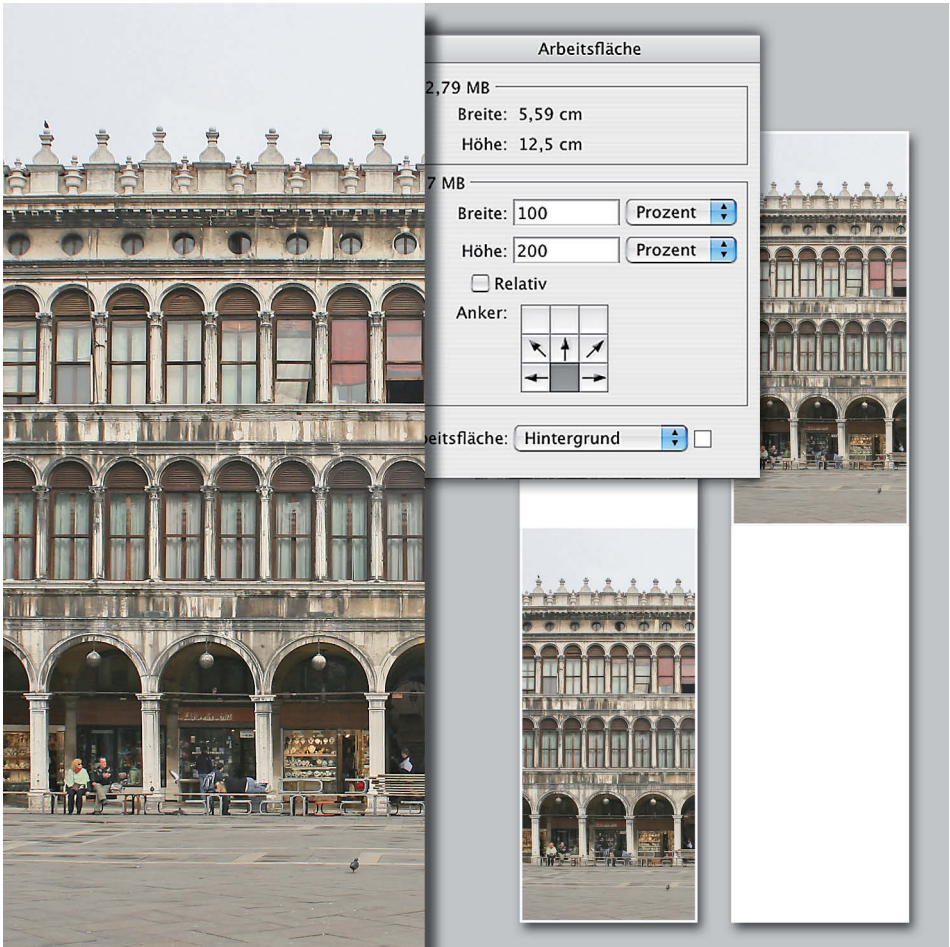 Arbeitsfläche
2,79 MB
Breite: 5,59 cm
Höhe: 12,5 cm
7 MB
Breite: 100 Prozent
Höhe: 200 Prozent
Relativ
Anker:
eitsfläche: Hintergrund